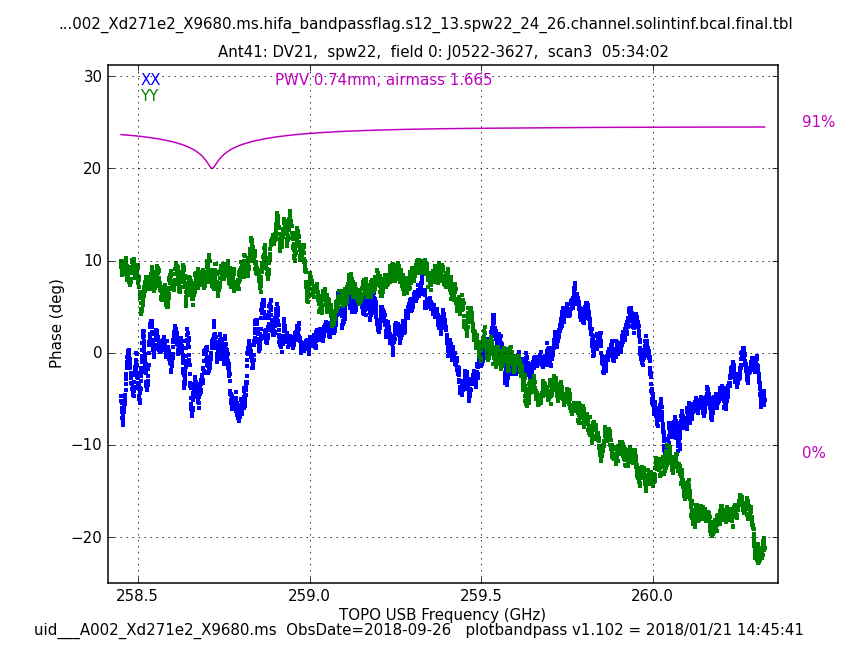 ...002_Xd271e2_X9680.ms.hifa_bandpassflag.s12_13.spw22_24_26.channel.solintinf.bcal.final.tbl
Ant41: DV21, spw22, field 0: J0522-3627, scan3 05:34:02
30
XX
PWV 0.74mm, airmass 1.665
YY
91%
20
10
Phase (deg)
0
−10
0%
−20
258.5 259.0 259.5 260.0
TOPO USB Frequency (GHz)
uid___A002_Xd271e2_X9680.ms ObsDate=2018-09-26 plotbandpass v1.102 = 2018/01/21 14:45:41